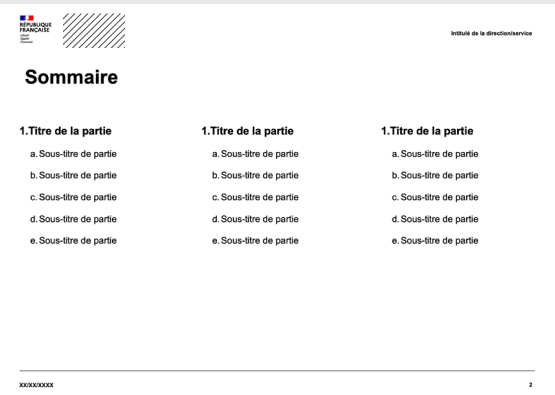 RÉPUBLIQUE
FRANÇAISE
Liberté
Égalité
Fraternité
Intitulé de la direction/service
Sommaire
1.Titre de la partie
a. Sous-titre de partie
b. Sous-titre de partie
c. Sous-titre de partie
d. Sous-titre de partie
e. Sous-titre de partie
1.Titre de la partie
a. Sous-titre de partie
b. Sous-titre de partie
c. Sous-titre de partie
d. Sous-titre de partie
e. Sous-titre de partie
1.Titre de la partie
a. Sous-titre de partie
b. Sous-titre de partie
c. Sous-titre de partie
d. Sous-titre de partie
e. Sous-titre de partie
XX/XX/XXXX
2